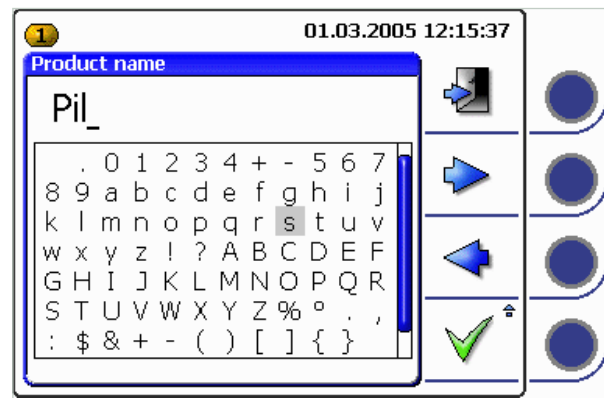 1
01.03.2005 12:15:37
Product name
Pil_
. 0 1 2 3 4 + - 5 6 7
8 9 a b c d e f g h i j
k l m n o p q r s t u v
w x y z ! ? A B C D E F
G H I J K L M N O P Q R
S T U V W X Y Z % º . ,
: $ & + - ( ) [ ] { }